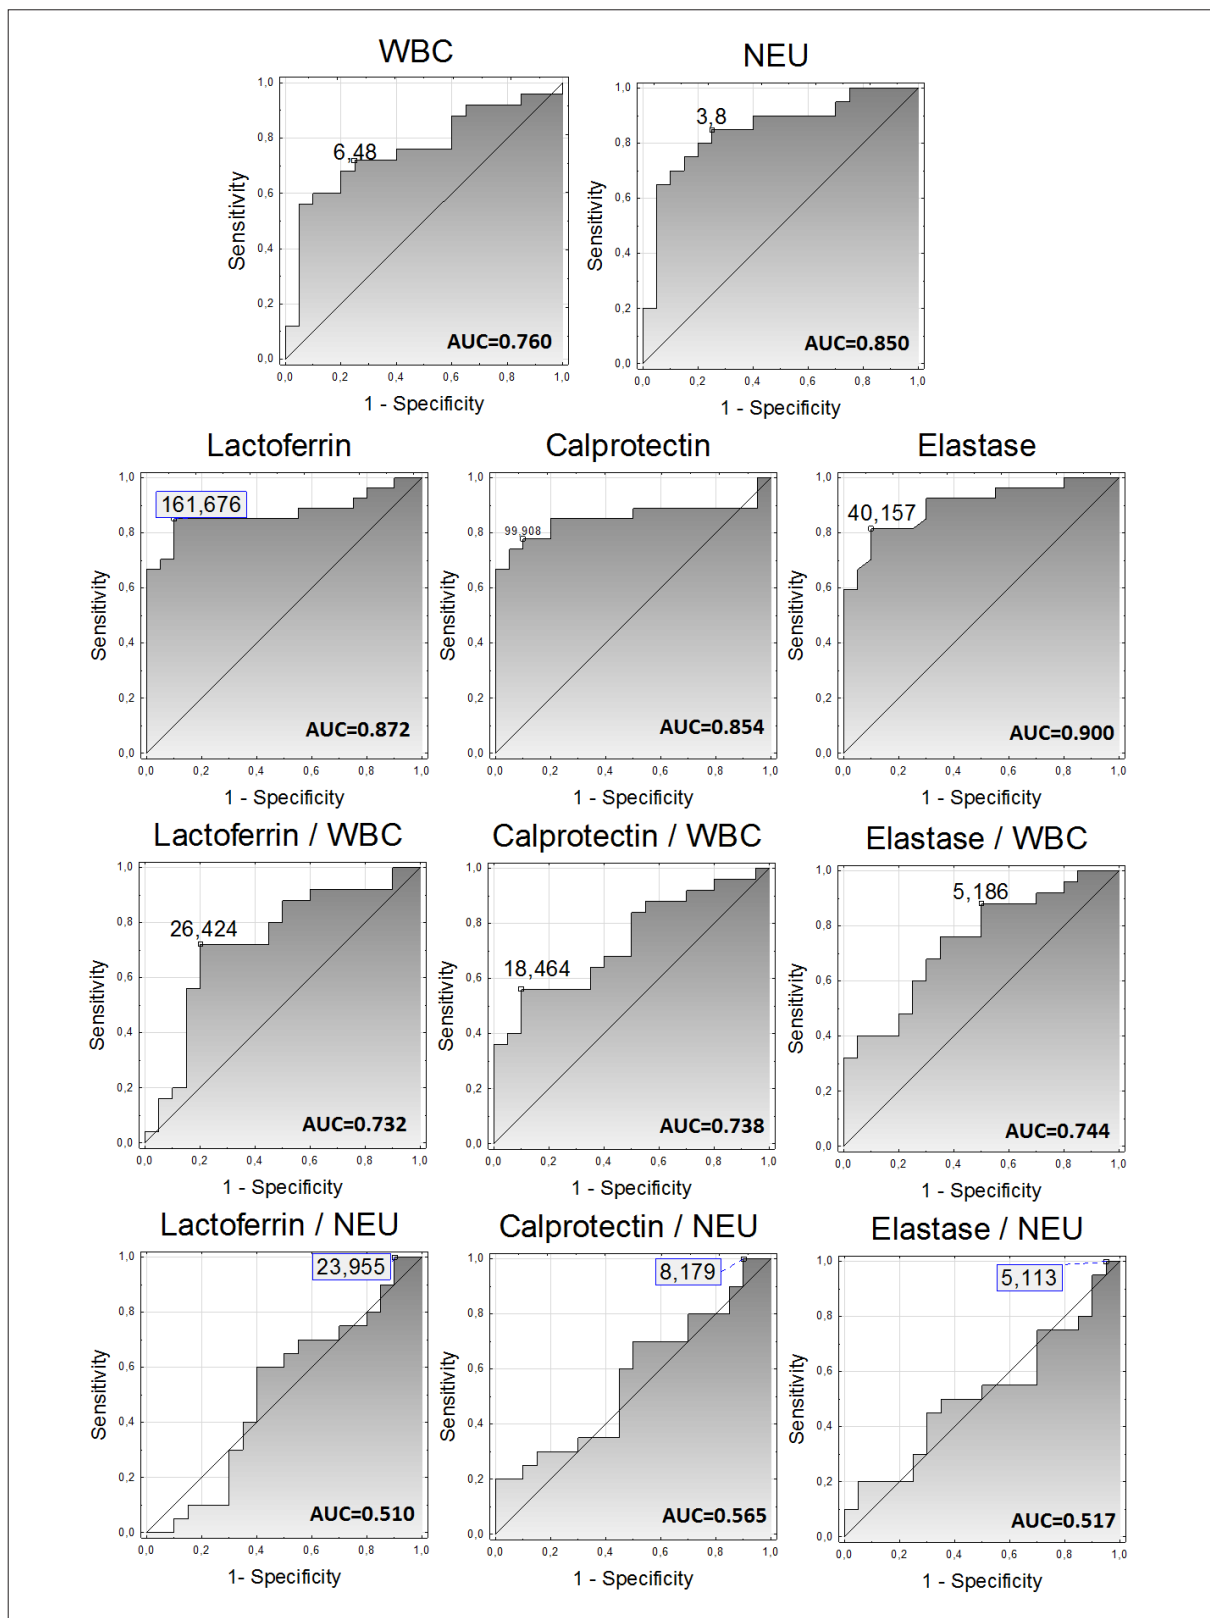 WBC
NEU
1,0
0,8
0,6
0,4
0,2
0,0
Sensitivity
6,48
AUC=0.760
0,0 0,2 0,4 0,6 0,8 1,0
1 - Specificity
1,0
0,8
0,6
0,4
0,2
0,0
Sensitivity
3,8
AUC=0.850
0,0 0,2 0,4 0,6 0,8 1,0
1 - Specificity
Lactoferrin
Calprotectin
Elastase
1,0
0,8
0,6
0,4
0,2
0,0
Sensitivity
161,676
AUC=0.872
0,0 0,2 0,4 0,6 0,8 1,0
1 - Specificity
1,0
0,8
0,6
0,4
0,2
0,0
Sensitivity
99,908
AUC=0.854
0,0 0,2 0,4 0,6 0,8 1,0
1 - Specificity
1,0
0,8
0,6
0,4
0,2
0,0
Sensitivity
40,157
AUC=0.900
0,0 0,2 0,4 0,6 0,8 1,0
1 - Specificity
Lactoferrin / WBC
Calprotectin / WBC
Elastase / WBC
1,0
0,8
0,6
0,4
0,2
0,0
Sensitivity
26,424
AUC=0.732
0,0 0,2 0,4 0,6 0,8 1,0
1 - Specificity
1,0
0,8
0,6
0,4
0,2
0,0
Sensitivity
18,464
AUC=0.738
0,0 0,2 0,4 0,6 0,8 1,0
1 - Specificity
1,0
0,8
0,6
0,4
0,2
0,0
Sensitivity
5,186
AUC=0.744
0,0 0,2 0,4 0,6 0,8 1,0
1 - Specificity
Lactoferrin / NEU
Calprotectin / NEU
Elastase / NEU
1,0
0,8
0,6
0,4
0,2
0,0
Sensitivity
23,955
AUC=0.510
0,0 0,2 0,4 0,6 0,8 1,0
1- Specificity
1,0
0,8
0,6
0,4
0,2
0,0
Sensitivity
8,179
AUC=0.565
0,0 0,2 0,4 0,6 0,8 1,0
1 - Specificity
1,0
0,8
0,6
0,4
0,2
0,0
Sensitivity
5,113
AUC=0.517
0,0 0,2 0,4 0,6 0,8 1,0
1 - Specificity